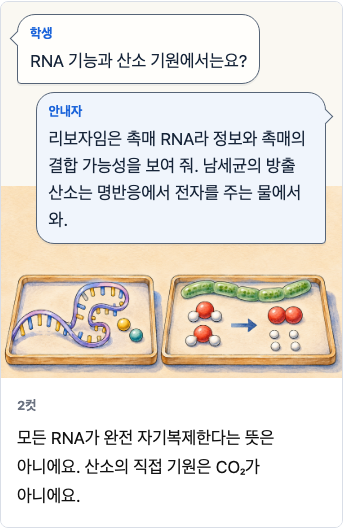 학생
RNA 기능과 산소 기원에서는요?
안내자
리보자임은 촉매 RNA라 정보와 촉매의
결합 가능성을 보여 줘. 남세균의 방출
산소는 명반응에서 전자를 주는 물에서
와.
2컷
모든 RNA가 완전 자기복제한다는 뜻은
아니에요. 산소의 직접 기원은 CO₂가
아니에요.